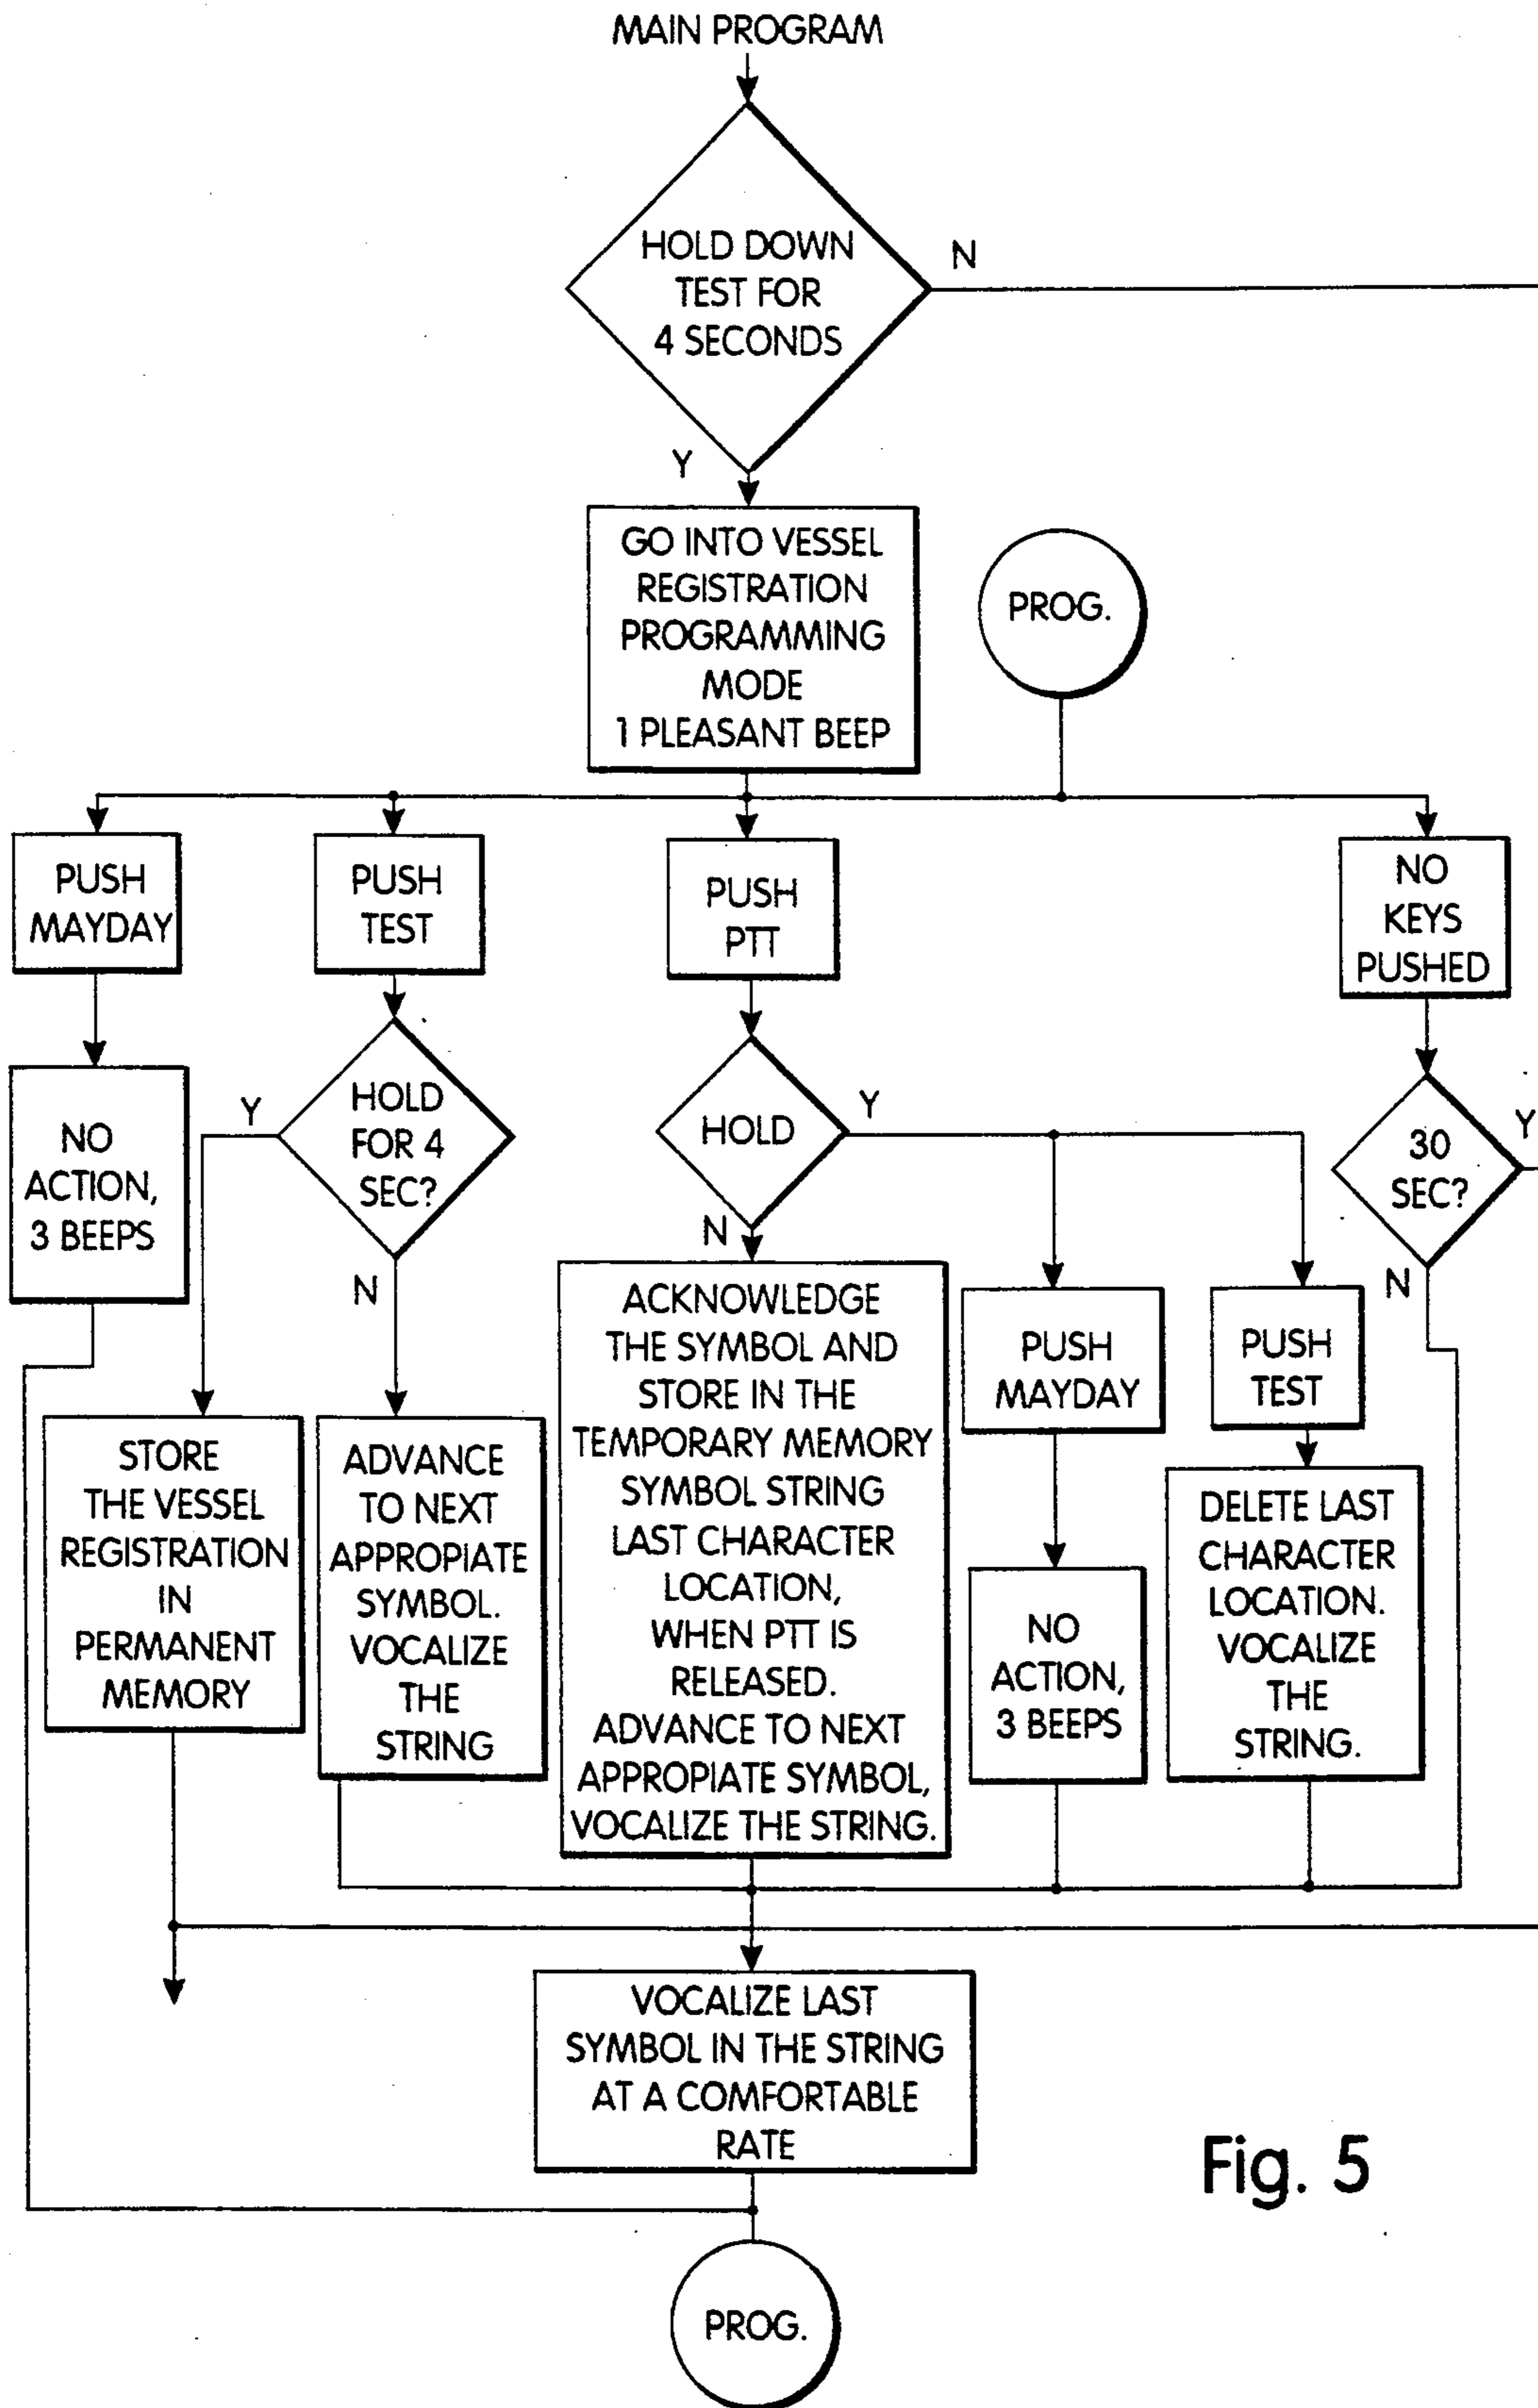 MAIN PROGRAM
HOLD DOWN
TEST FOR
4 SECONDS
N
Y
GO INTO VESSEL
REGISTRATION
PROGRAMMING
MODE
1 PLEASANT BEEP
PROG.
PUSH
MAYDAY
PUSH
TEST
PUSH
PTT
NO
KEYS
PUSHED
NO
ACTION,
3 BEEPS
Y
HOLD
FOR 4
SEC?
N
HOLD
Y
N
30
SEC?
Y
N
STORE
THE VESSEL
REGISTRATION
IN
PERMANENT
MEMORY
ADVANCE
TO NEXT
APPROPIATE
SYMBOL.
VOCALIZE
THE
STRING
ACKNOWLEDGE
THE SYMBOL AND
STORE IN THE
TEMPORARY MEMORY
SYMBOL STRING
LAST CHARACTER
LOCATION,
WHEN PTT IS
RELEASED.
ADVANCE TO NEXT
APPROPIATE SYMBOL,
VOCALIZE THE STRING.
PUSH
MAYDAY
NO
ACTION,
3 BEEPS
PUSH
TEST
DELETE LAST
CHARACTER
LOCATION.
VOCALIZE
THE
STRING.
VOCALIZE LAST
SYMBOL IN THE STRING
AT A COMFORTABLE
RATE
PROG.
Fig. 5